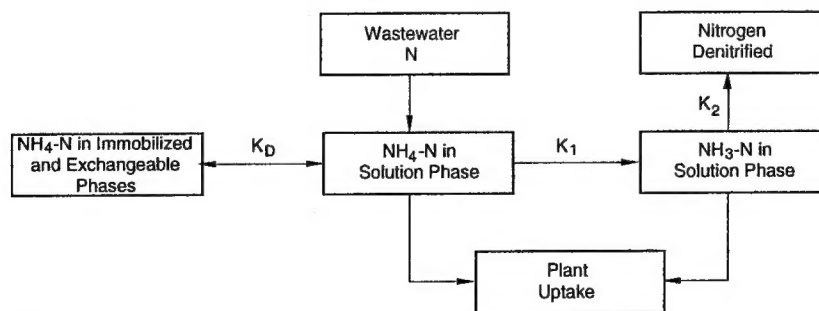 Wastewater
N
Nitrogen
Denitrified
K2
NH4-N in Immobilized
and Exchangeable
Phases
KD
NH4-N in
Solution Phase
K1
NH3-N in
Solution Phase
Plant
Uptake